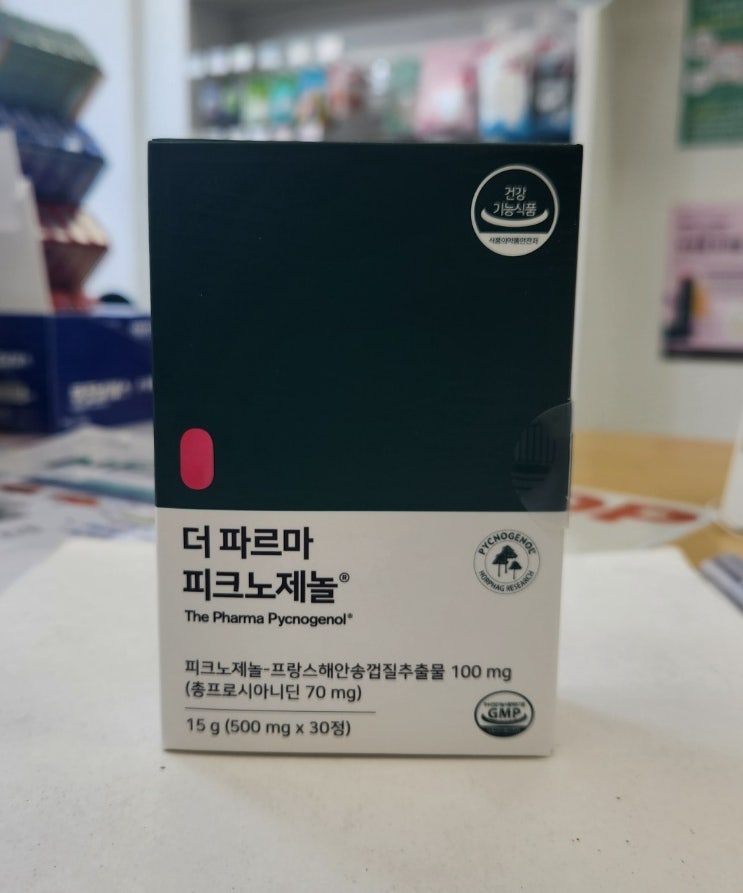 건강
기능식품
식품의약품안전처
더 파르마
피크노제놀®
The Pharma Pycnogenol®
PYCNOGENOL®
HORPHAG RESEARCH
피크노제놀-프랑스해안송껍질추출물 100 mg
(총프로시아니딘 70 mg)
15 g (500 mg x 30정)
GMP